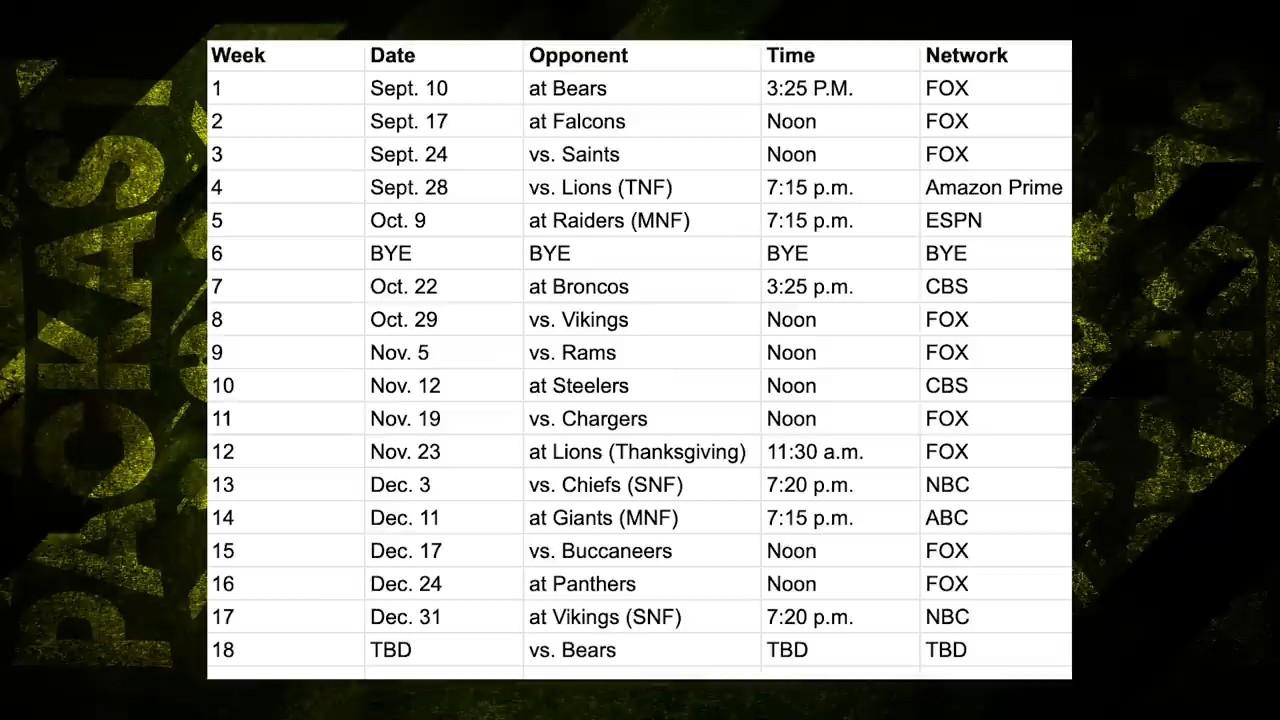 Week Date Opponent Time Network
1 Sept. 10 at Bears 3:25 P.M. FOX
2 Sept. 17 at Falcons Noon FOX
3 Sept. 24 vs. Saints Noon FOX
4 Sept. 28 vs. Lions (TNF) 7:15 p.m. Amazon Prime
5 Oct. 9 at Raiders (MNF) 7:15 p.m. ESPN
6 BYE BYE BYE BYE
7 Oct. 22 at Broncos 3:25 p.m. CBS
8 Oct. 29 vs. Vikings Noon FOX
9 Nov. 5 vs. Rams Noon FOX
10 Nov. 12 at Steelers Noon CBS
11 Nov. 19 vs. Chargers Noon FOX
12 Nov. 23 at Lions (Thanksgiving) 11:30 a.m. FOX
13 Dec. 3 vs. Chiefs (SNF) 7:20 p.m. NBC
14 Dec. 11 at Giants (MNF) 7:15 p.m. ABC
15 Dec. 17 vs. Buccaneers Noon FOX
16 Dec. 24 at Panthers Noon FOX
17 Dec. 31 at Vikings (SNF) 7:20 p.m. NBC
18 TBD vs. Bears TBD TBD
PACKAST